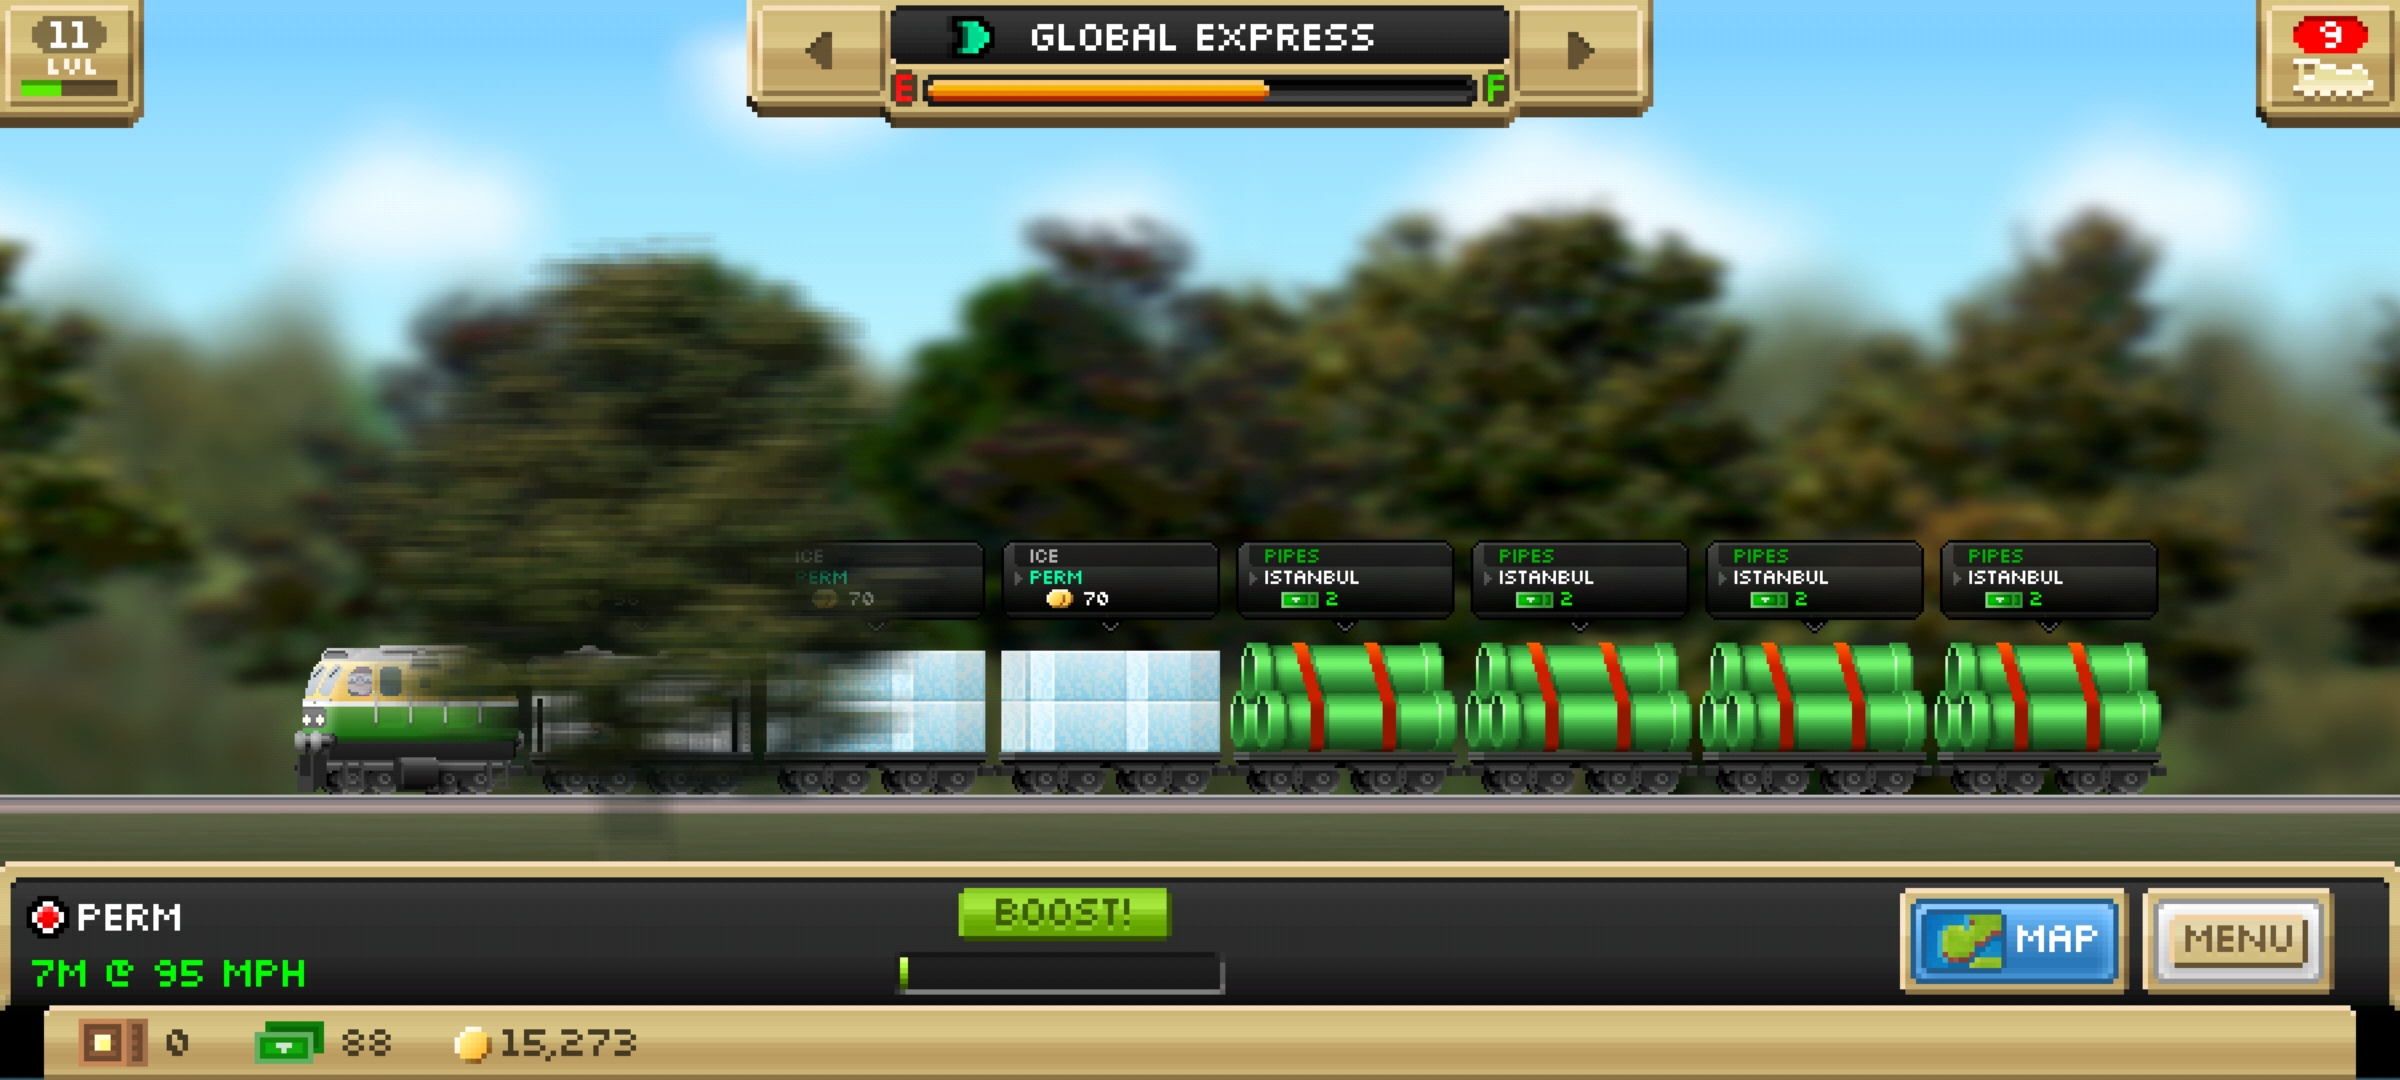 11
LVL
GLOBAL EXPRESS
E
F
9
ICE
PERM
70
ICE
PERM
70
PIPES
ISTANBUL
2
PIPES
ISTANBUL
2
PIPES
ISTANBUL
2
PIPES
ISTANBUL
2
PERM
7M @ 95 MPH
BOOST!
MAP
MENU
0
88
15,273